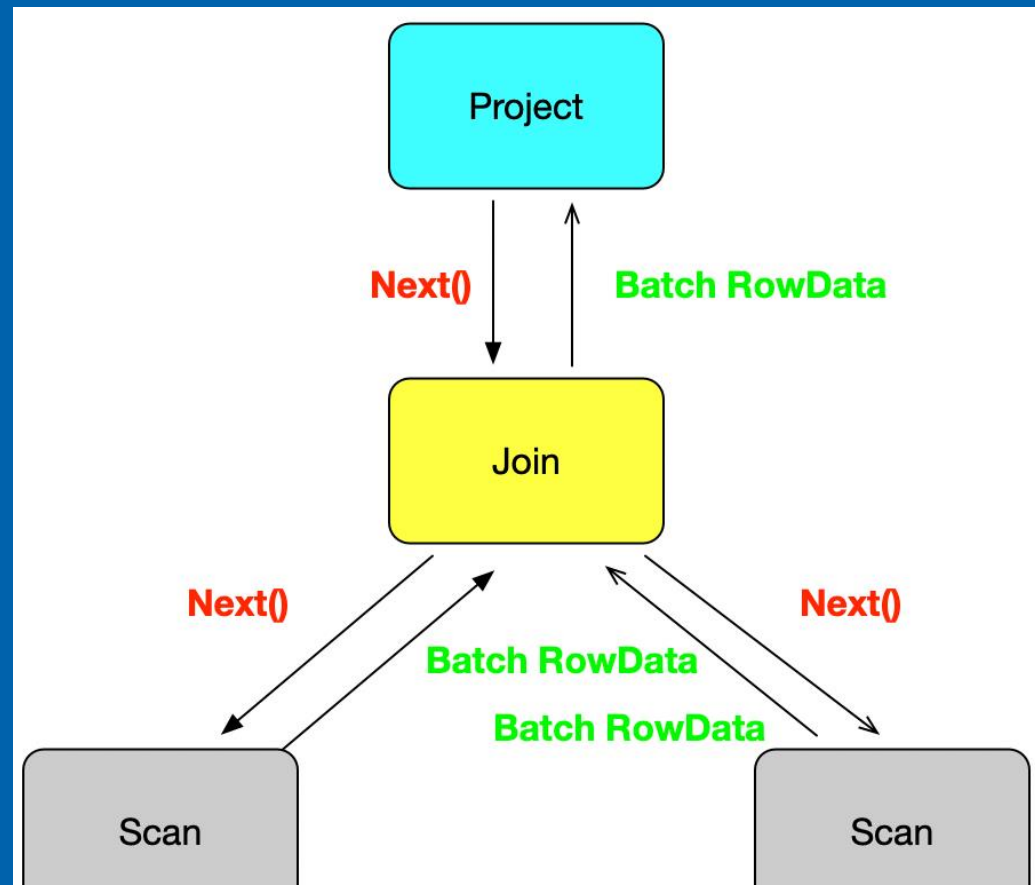 Project
Next()
Batch RowData
Join
Next()
Next()
Batch RowData
Batch RowData
Scan
Scan